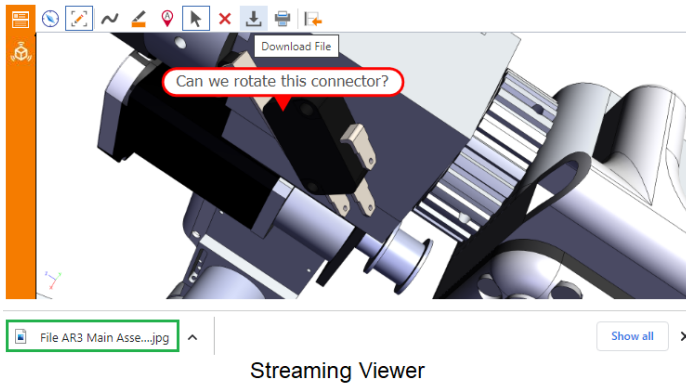 Download File
Can we rotate this connector?
File AR3 Main Asse....jpg
Show all
Streaming Viewer